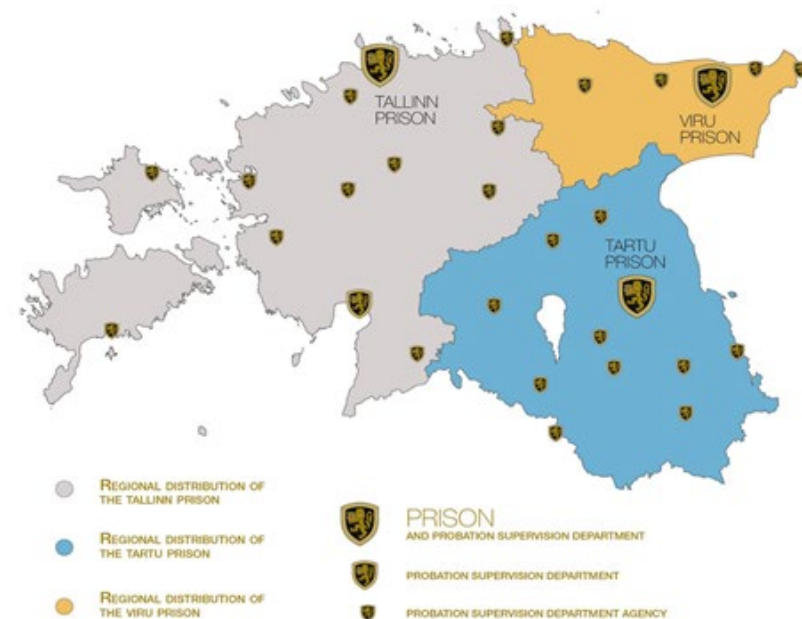 TALLINN
PRISON
VIRU
PRISON
TARTU
PRISON
REGIONAL DISTRIBUTION OF
THE TALLINN PRISON
REGIONAL DISTRIBUTION OF
THE TARTU PRISON
REGIONAL DISTRIBUTION OF
THE VIRU PRISON
PRISON
AND PROBATION SUPERVISION DEPARTMENT
PROBATION SUPERVISION DEPARTMENT
PROBATION SUPERVISION DEPARTMENT AGENCY